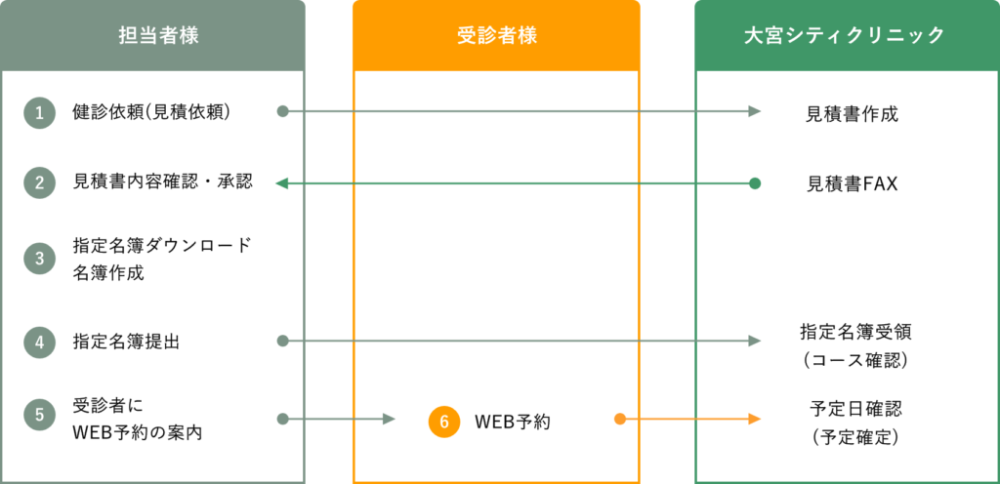 担当者様
受診者様
大宮シティクリニック
1 健診依頼(見積依頼)
見積書作成
2 見積書内容確認・承認
見積書FAX
3 指定名簿ダウンロード
名簿作成
4 指定名簿提出
指定名簿受領
(コース確認)
5 受診者に
WEB予約の案内
6 WEB予約
予定日確認
(予定確定)